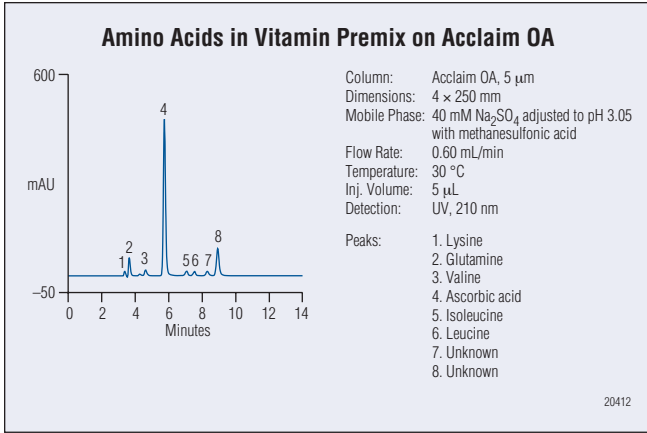 Amino Acids in Vitamin Premix on Acclaim OA
600
mAU
–50
1
2
3
4
5 6
7
8
0 2 4 6 8 10 12 14
Minutes
Column: Acclaim OA, 5 µm
Dimensions: 4 × 250 mm
Mobile Phase: 40 mM Na₂SO₄ adjusted to pH 3.05
with methanesulfonic acid
Flow Rate: 0.60 mL/min
Temperature: 30 °C
Inj. Volume: 5 µL
Detection: UV, 210 nm
Peaks: 1. Lysine
2. Glutamine
3. Valine
4. Ascorbic acid
5. Isoleucine
6. Leucine
7. Unknown
8. Unknown
20412